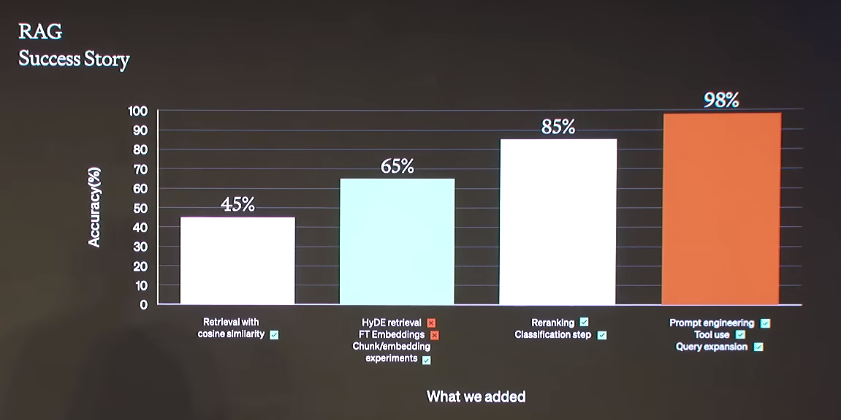 RAG
Success Story
98%
85%
65%
45%
Accuracy(%)
100
90
80
70
60
50
40
30
20
10
0
Retrieval with
cosine similarity
HyDE retrieval
FT Embeddings
Chunk/embedding
experiments
Reranking
Classification step
Prompt engineering
Tool use
Query expansion
What we added